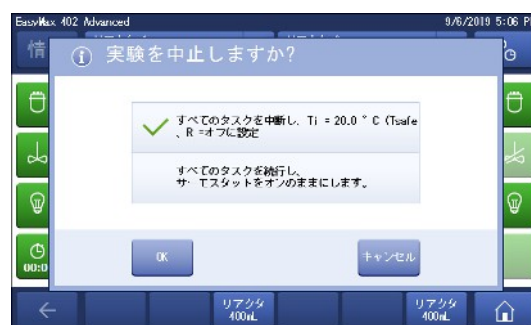 EasyMax 402 Advanced
9/6/2019 5:06 P
情
実験を中止しますか?
すべてのタスクを中断し、Ti = 20.0 ° C (Tsafe
、R =オフに設定
すべてのタスクを続行し、
サーモスタットをオンのままにします。
00:0
OK
キャンセル
リアクタ
400mL
リアクタ
400mL